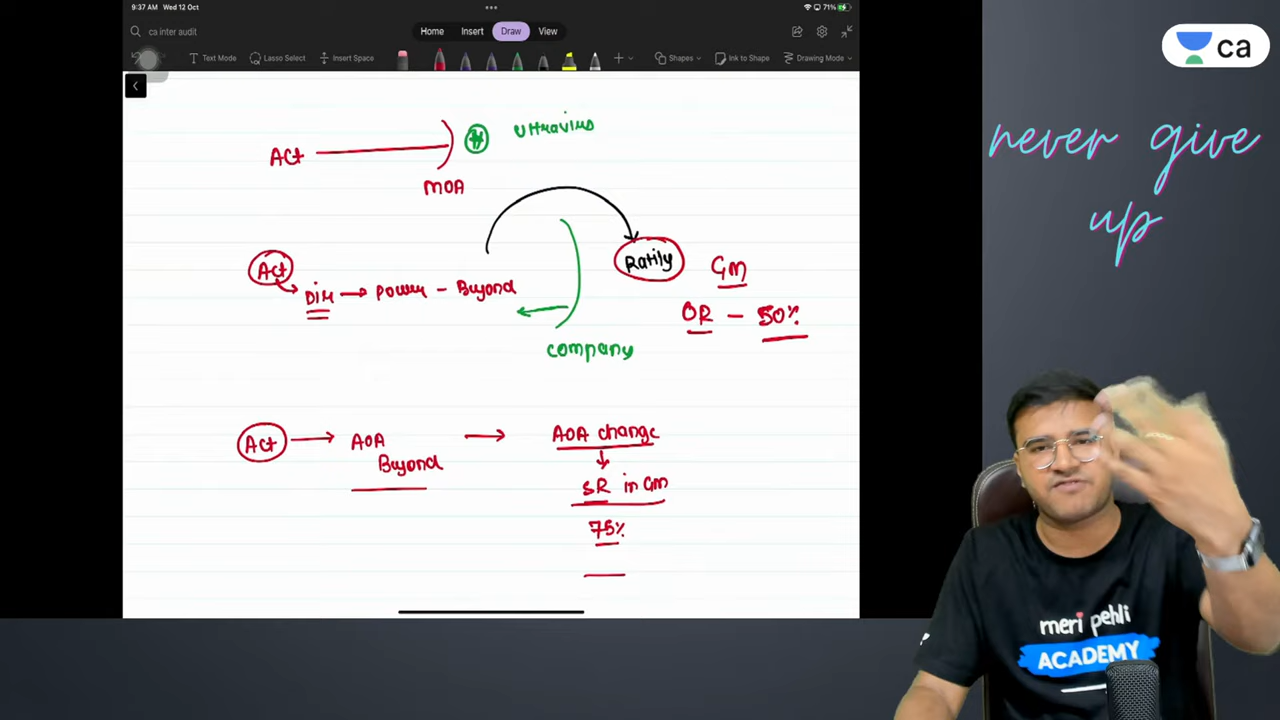 9:37 AM Wed 12 Oct
71%
ca inter audit
Home Insert Draw View
Text Mode Lasso Select Insert Space Shapes Ink to Shape Drawing Mode
Act
MOA
Ultravirus
Act
Dir → Power - Beyond
company
Ratify
GM
OR - 50%
Act → AOA
Beyond
→ AOA change
SR in GM
75%
ca
never give
up
meri pehli
ACADEMY